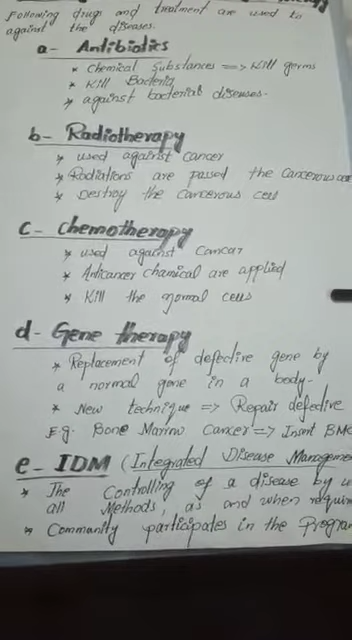 Following drugs and treatment are used to
against the diseases.
a- Antibiotics
* Chemical Substances => Kill germs
* Kill Bacteria
* against bacterial diseases.
b- Radiotherapy
* used against cancer
* Radiations are passed the Cancerous
* Destroy the Cancerous cell
c- Chemotherapy
* used against Cancer
* Anticancer chemical are applied
* Kill the normal cells
d- Gene therapy
* Replacement of defective gene by
a normal gene in a body-
* New technique => Repair defective
E.g. Bone Marrow Cancer => Insert BMC
e- IDM (Integrated Disease Manageme
* The Controlling of a disease by u
all Methods, as and when requir
* Community participates in the Program